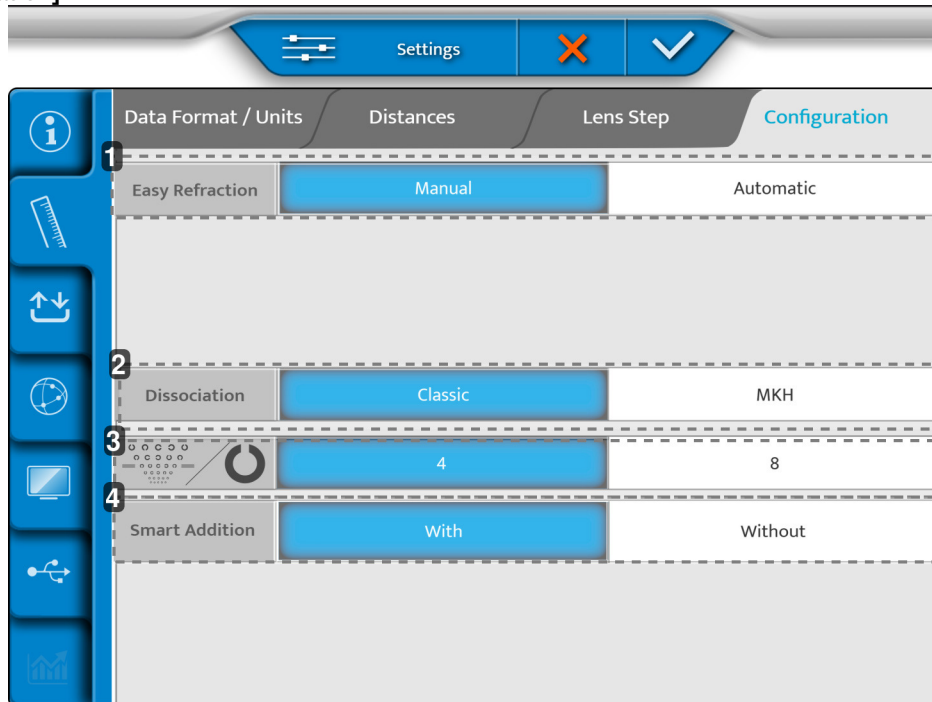 Settings
Data Format / Units Distances Lens Step Configuration
1
Easy Refraction Manual Automatic
2
Dissociation Classic MKH
3
4 8
4
Smart Addition With Without